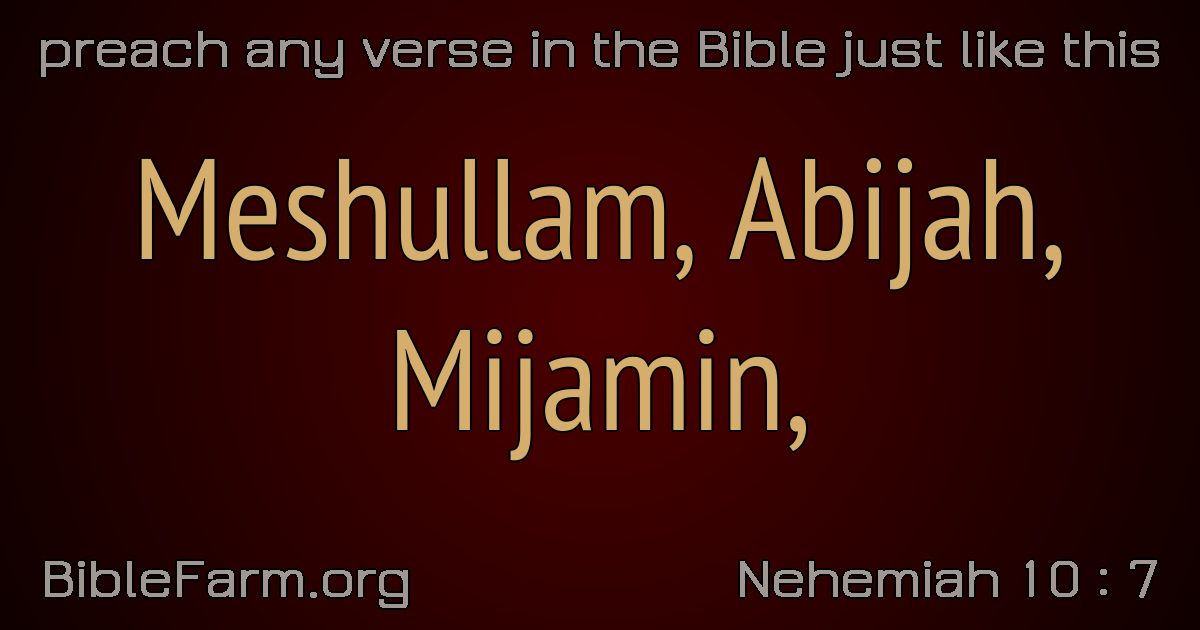 preach any verse in the Bible just like this
Meshullam, Abijah,
Mijamin,
BibleFarm.org
Nehemiah 10 : 7